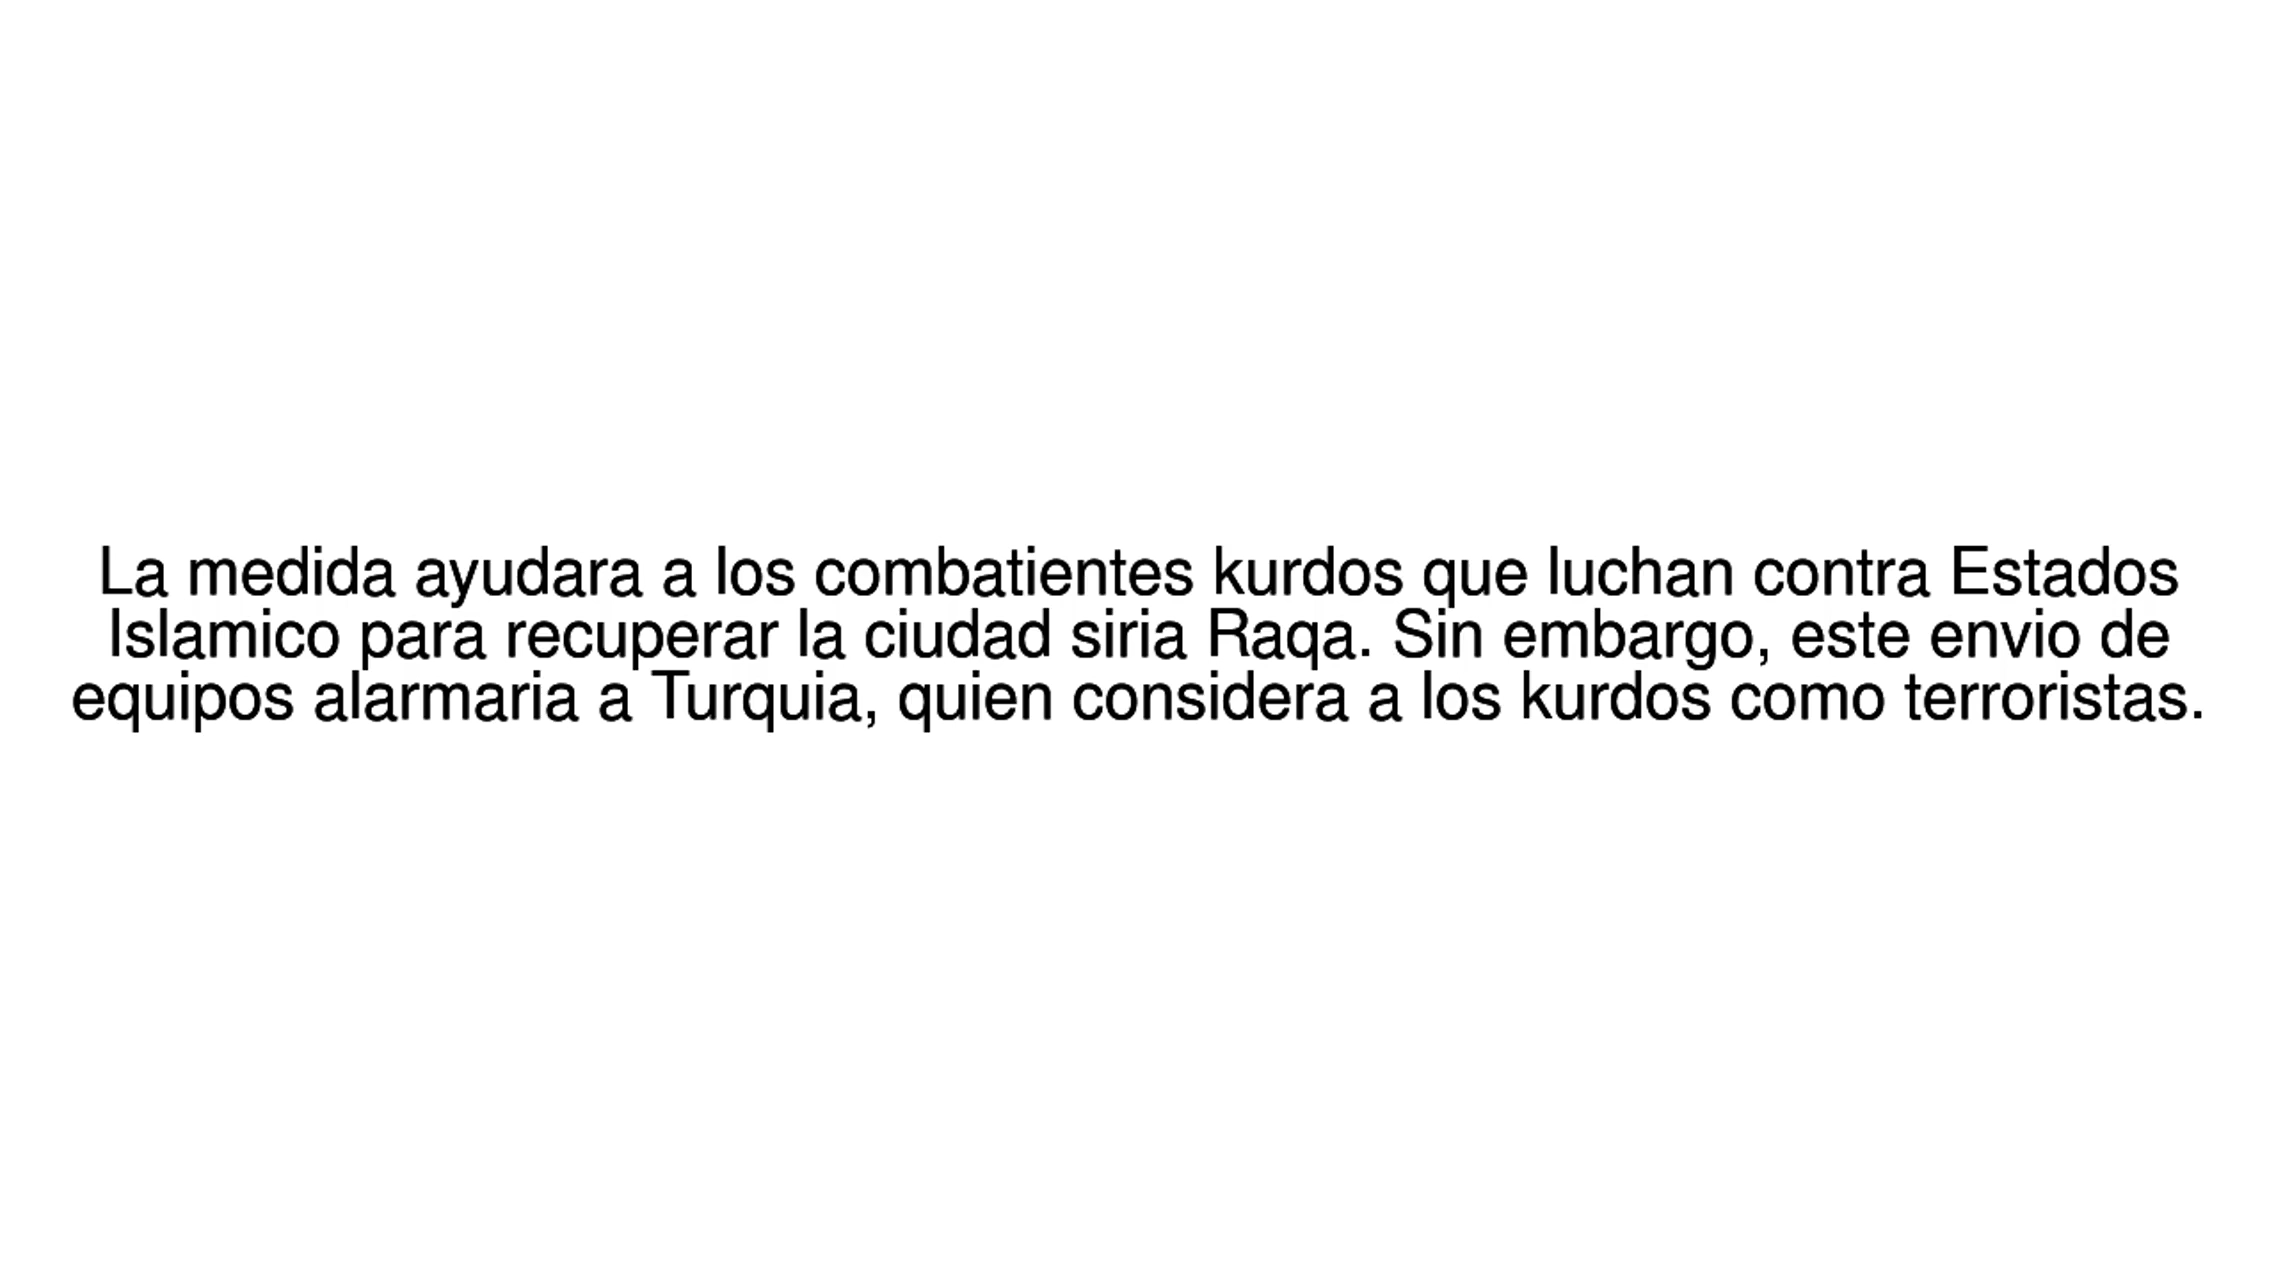 La medida ayudara a los combatientes kurdos que luchan contra Estados
Islamico para recuperar la ciudad siria Raqa. Sin embargo, este envio de
equipos alarmaria a Turquia, quien considera a los kurdos como terroristas.